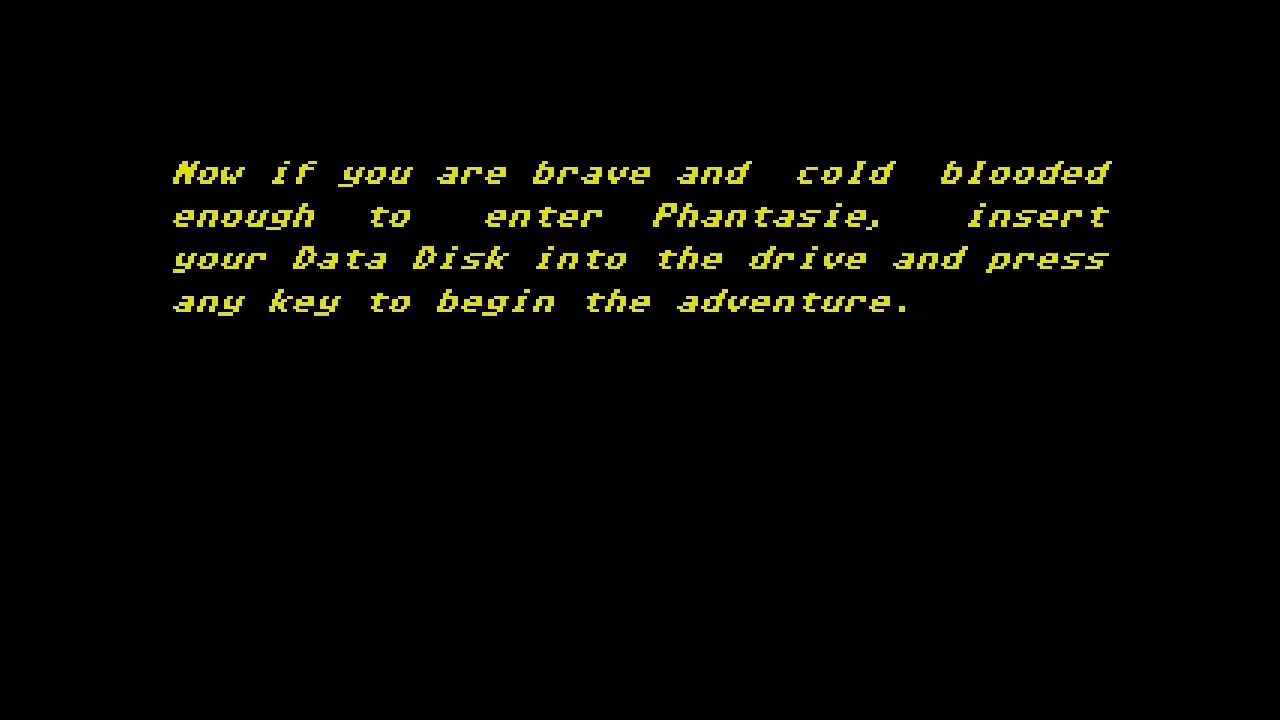 Now if you are brave and cold blooded
enough to enter Phantasie, insert
your Data Disk into the drive and press
any key to begin the adventure.